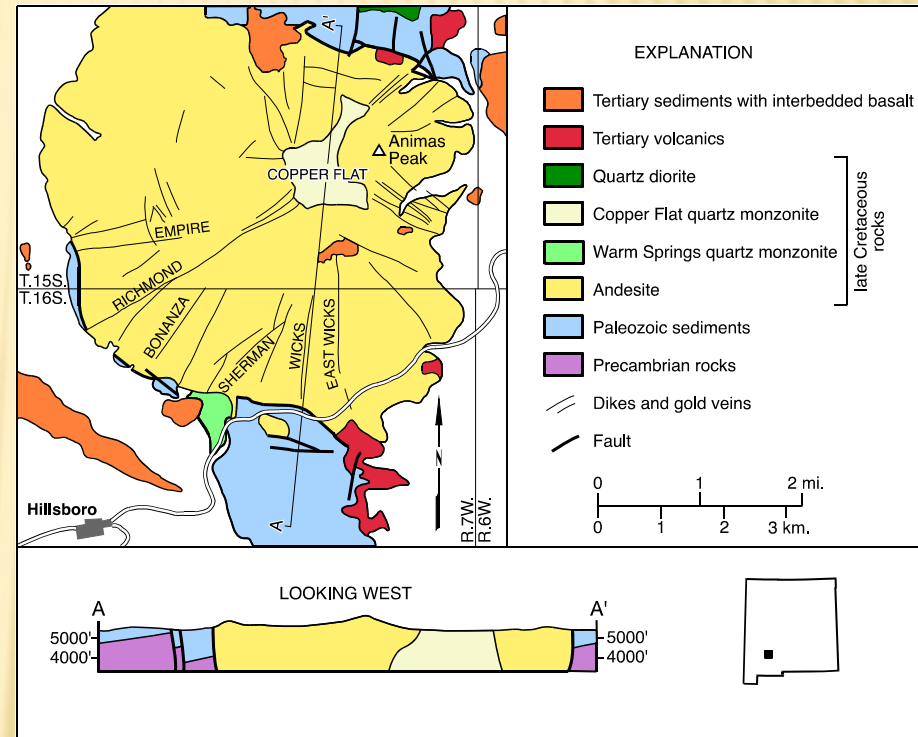 A'
Animas
Peak
COPPER FLAT
EMPIRE
T.15S.
T.16S.
RICHMOND
BONANZA
SHERMAN
WICKS
EAST WICKS
N
Hillsboro
A
R.7W.
R.6W.
EXPLANATION
Tertiary sediments with interbedded basalt
Tertiary volcanics
Quartz diorite
Copper Flat quartz monzonite
Warm Springs quartz monzonite
Andesite
late Cretaceous
rocks
Paleozoic sediments
Precambrian rocks
Dikes and gold veins
Fault
0 1 2 mi.
0 1 2 3 km.
LOOKING WEST
A A'
5000' 5000'
4000' 4000'